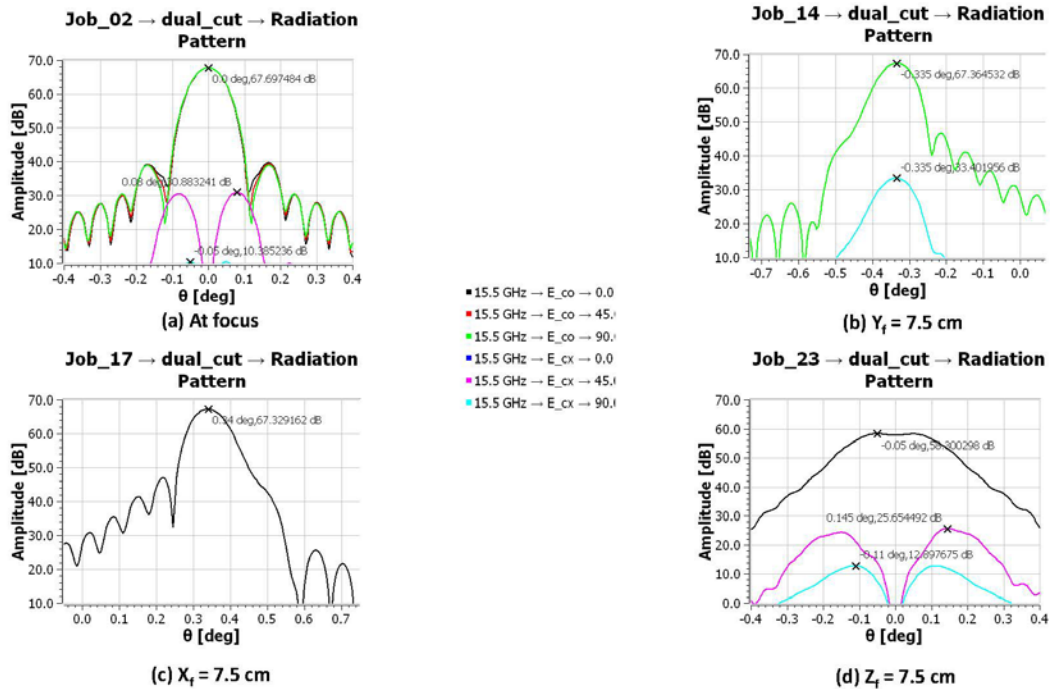 Job_02 → dual_cut → Radiation
Pattern
Amplitude [dB]
70.0
60.0
50.0
40.0
30.0
20.0
10.0
0.0 deg,67.697484 dB
0.08 deg,30.883241 dB
-0.05 deg,10.385236 dB
-0.4 -0.3 -0.2 -0.1 0.0 0.1 0.2 0.3 0.4
θ [deg]
(a) At focus
Job_14 → dual_cut → Radiation
Pattern
Amplitude [dB]
70.0
60.0
50.0
40.0
30.0
20.0
10.0
-0.335 deg,67.364532 dB
-0.335 deg,33.401956 dB
-0.7 -0.6 -0.5 -0.4 -0.3 -0.2 -0.1 0.0
θ [deg]
(b) Yf = 7.5 cm
15.5 GHz → E_co → 0.0
15.5 GHz → E_co → 45.
15.5 GHz → E_co → 90.
15.5 GHz → E_cx → 0.0
15.5 GHz → E_cx → 45.
15.5 GHz → E_cx → 90.
Job_17 → dual_cut → Radiation
Pattern
Amplitude [dB]
70.0
60.0
50.0
40.0
30.0
20.0
10.0
0.34 deg,67.329162 dB
0.0 0.1 0.2 0.3 0.4 0.5 0.6 0.7
θ [deg]
(c) Xf = 7.5 cm
Job_23 → dual_cut → Radiation
Pattern
Amplitude [dB]
70.0
60.0
50.0
40.0
30.0
20.0
10.0
0.0
-0.05 deg,58.300298 dB
0.145 deg,25.654492 dB
-0.11 deg,12.897675 dB
-0.4 -0.3 -0.2 -0.1 0.0 0.1 0.2 0.3 0.4
θ [deg]
(d) Zf = 7.5 cm